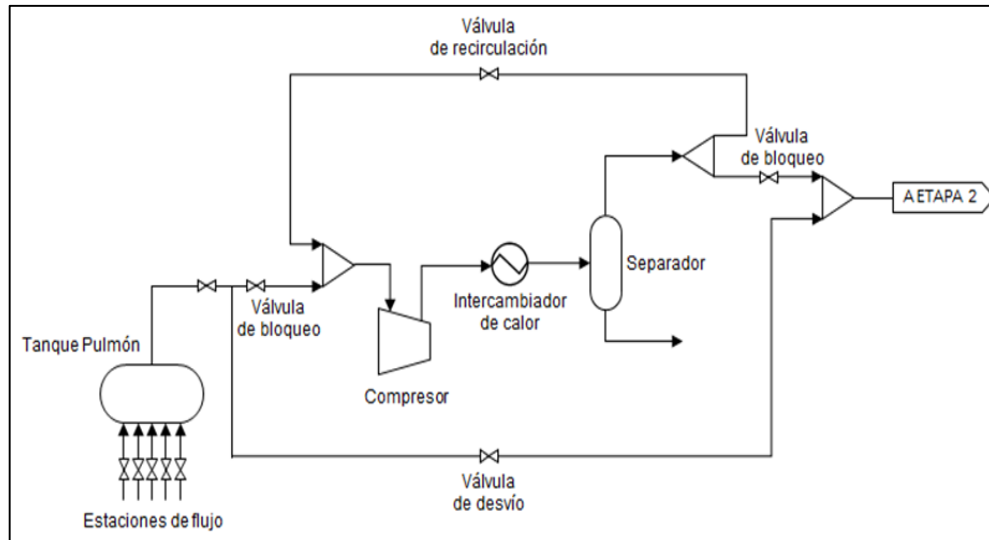 Válvula
de recirculación
Válvula
de bloqueo
A ETAPA 2
Separador
Intercambiador
de calor
Válvula
de bloqueo
Tanque Pulmón
Compresor
Válvula
de desvío
Estaciones de flujo